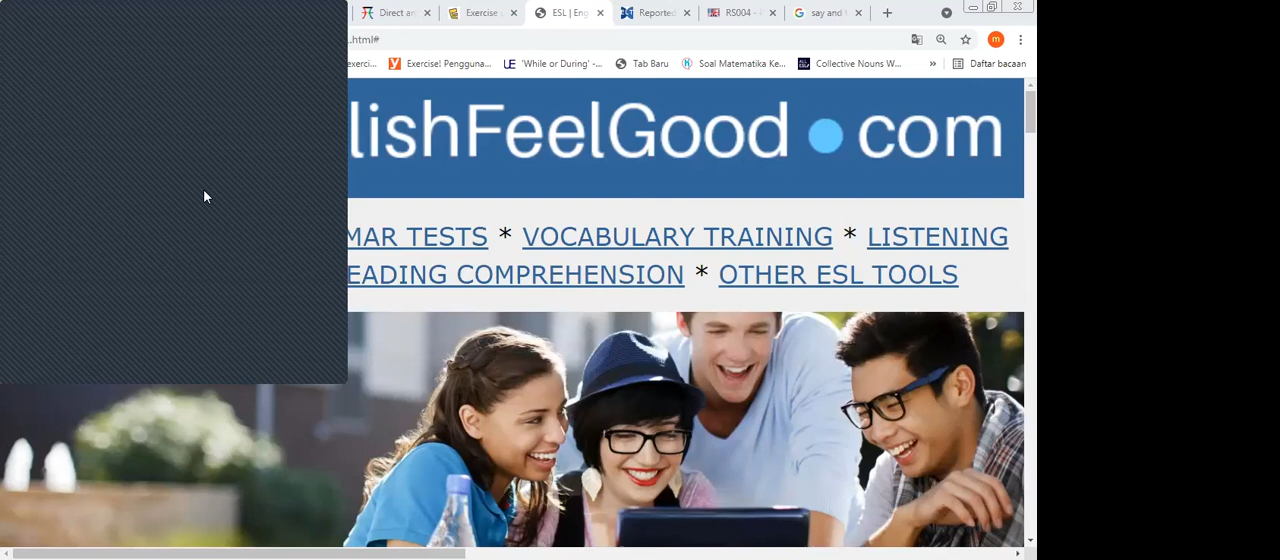 Direct an
Exercise
ESL | Eng
Reported
RS004 -
say and
.html#
exerci...
Exercise! Pengguna...
'While or During' -...
Tab Baru
Soal Matematika Ke...
Collective Nouns W...
»
Daftar bacaan
lishFeelGood com
MAR TESTS * VOCABULARY TRAINING * LISTENING
EADING COMPREHENSION * OTHER ESL TOOLS